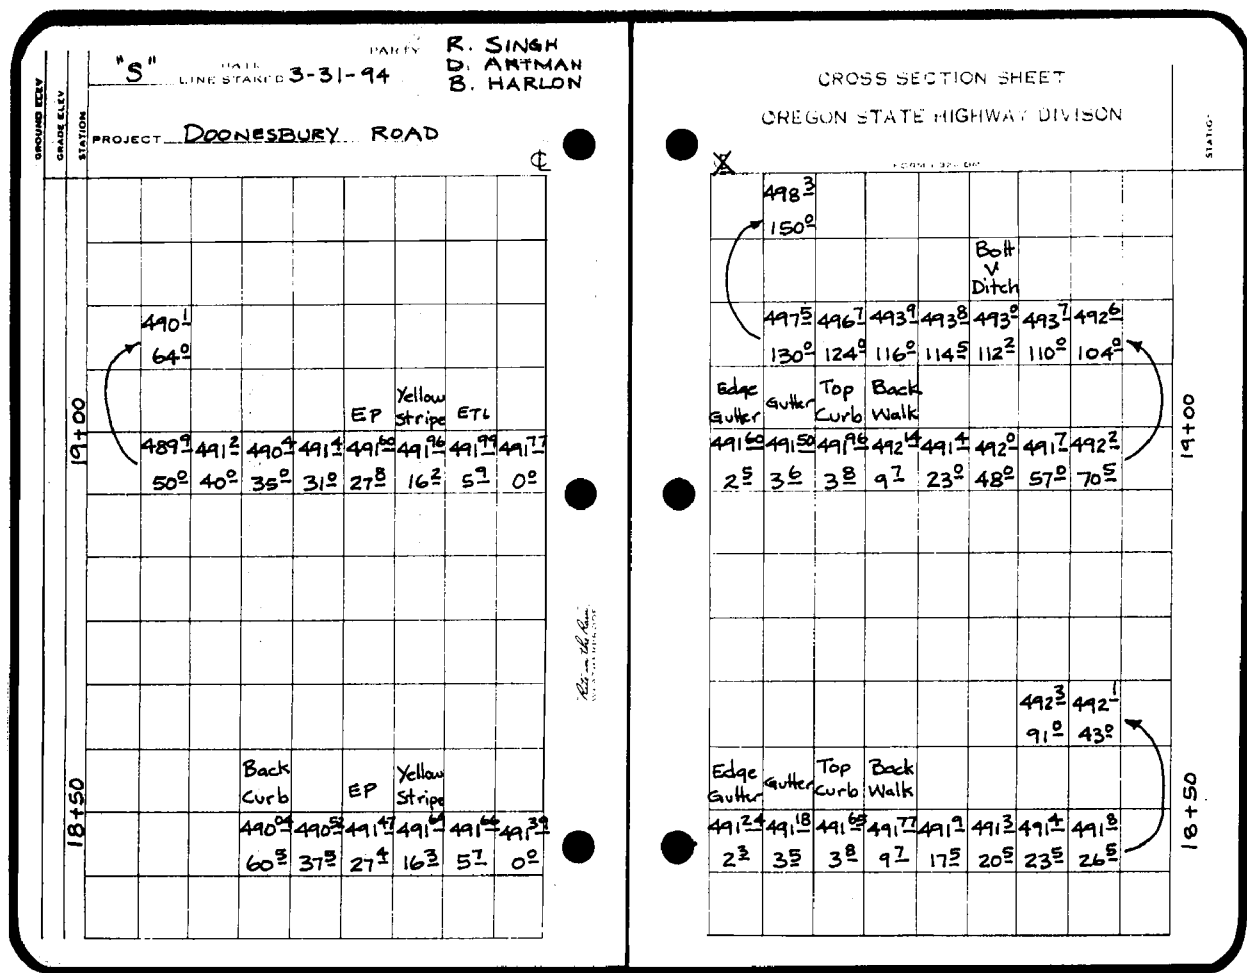 "S"
DATE
LINE STAKED 3-31-94
PARTY R. SINGH
D. ANTMAN
B. HARLON
PROJECT DOONESBURY ROAD
GROUND ELEV
GRADE ELEV
STATION
℄
490 1
64 0
EP Yellow Stripe ETL
19+00
489 9 491 2 490 4 491 4 491 60 491 96 491 99 491 77
50 0 40 0 35 0 31 0 27 8 16 2 5 9 0 0
Back Curb EP Yellow Stripe
18+50
490 04 490 52 491 47 491 64 491 66 491 39
60 5 37 5 27 4 16 3 5 7 0 0
Rite in the Rain
CROSS SECTION SHEET
OREGON STATE HIGHWAY DIVISON
498 3
150 0
Bott V Ditch
497 5 496 7 493 9 493 8 493 0 493 7 492 6
130 0 124 0 116 0 114 5 112 2 110 0 104 0
Edge Gutter Gutter Top Curb Back Walk
491 60 491 50 491 96 492 14 491 4 492 0 491 7 492 2
2 5 3 6 3 8 9 7 23 0 48 0 57 0 70 5
19+00
492 3 492 1
91 0 43 0
Edge Gutter Gutter Top Curb Back Walk
491 24 491 18 491 65 491 77 491 9 491 3 491 4 491 8
2 3 3 5 3 8 9 7 17 5 20 5 23 5 26 5
18+50